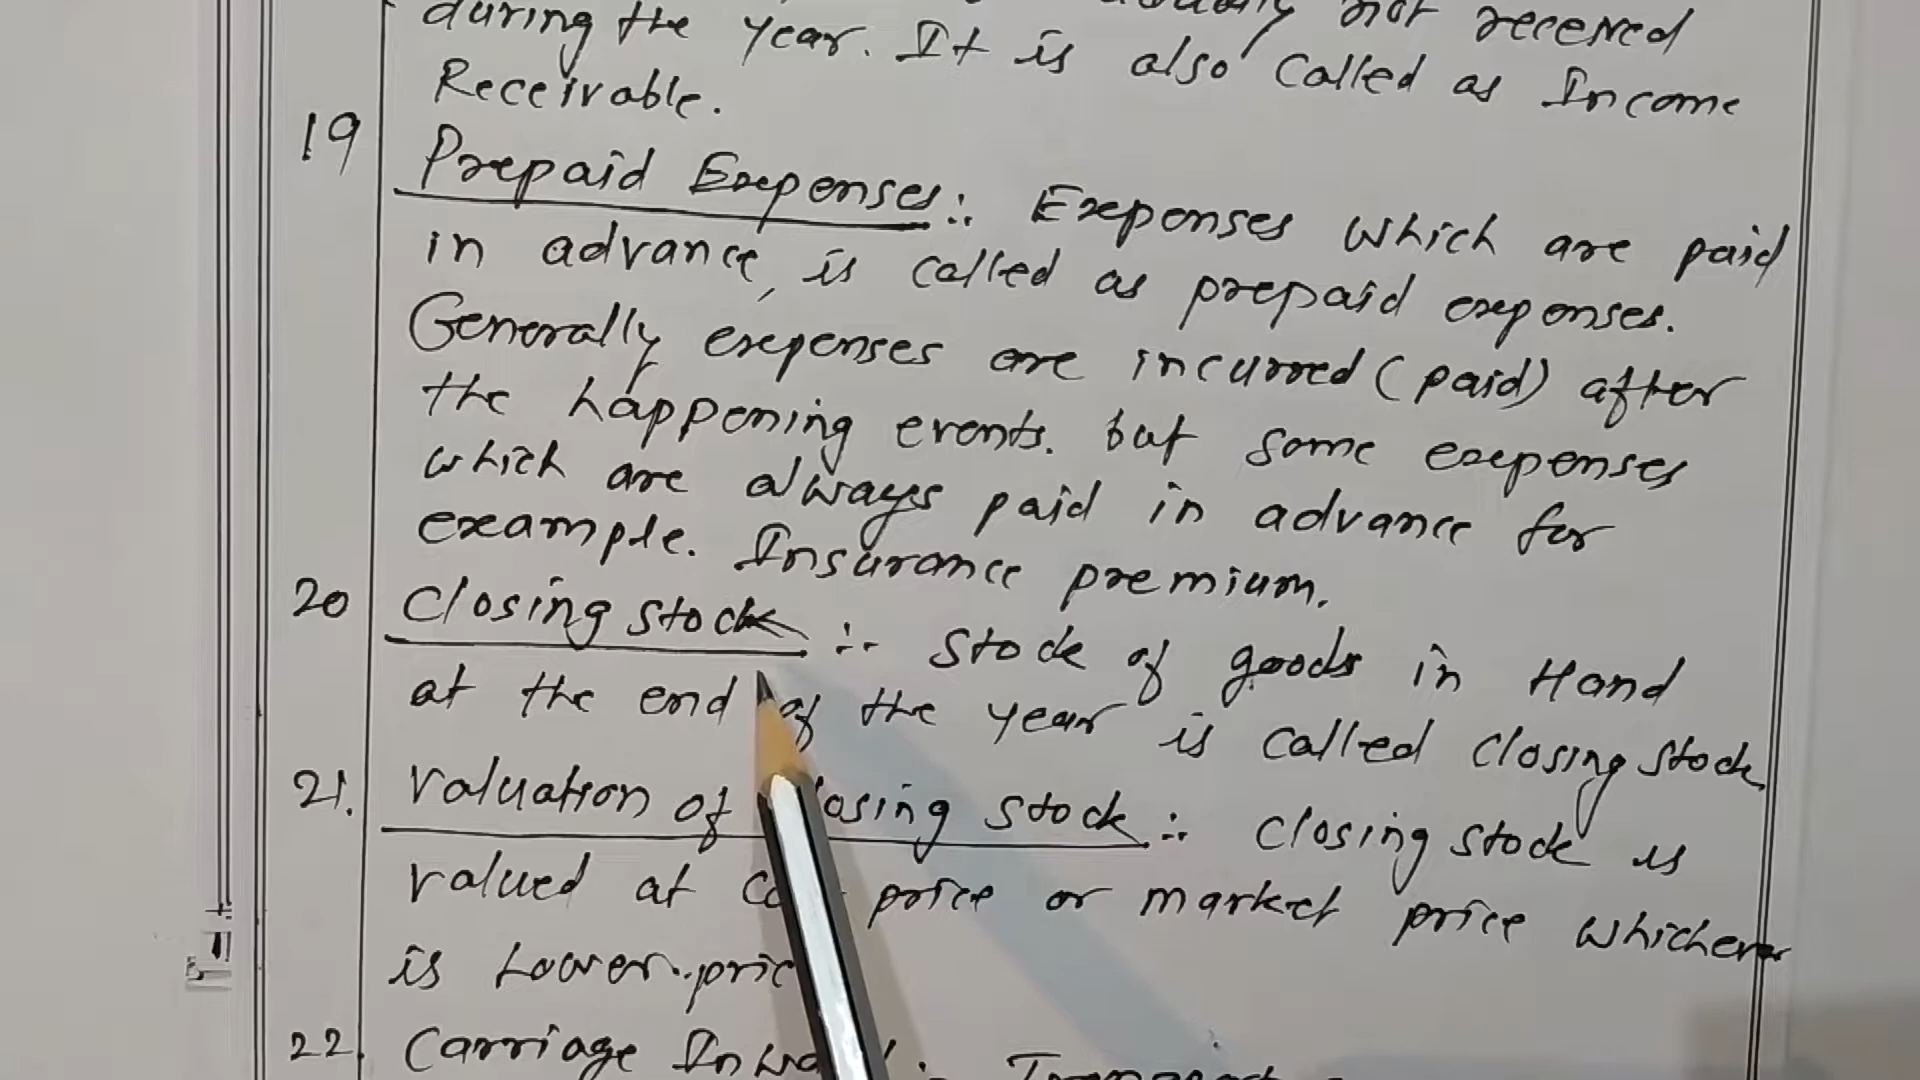 during the year. It is also called as Income
not received
Receivable.
19 Prepaid Expenses:. Expenses which are paid
in advance, is called as prepaid expenses.
Generally expenses are incurred (paid) after
the happening events. but some expenses
which are always paid in advance for
example. Insurance premium.
20 Closing stock :- Stock of goods in Hand
at the end of the year is called closing stock
21. Valuation of losing stock :. Closing stock is
valued at price or market price whichever
is Lower.
22. Carriage